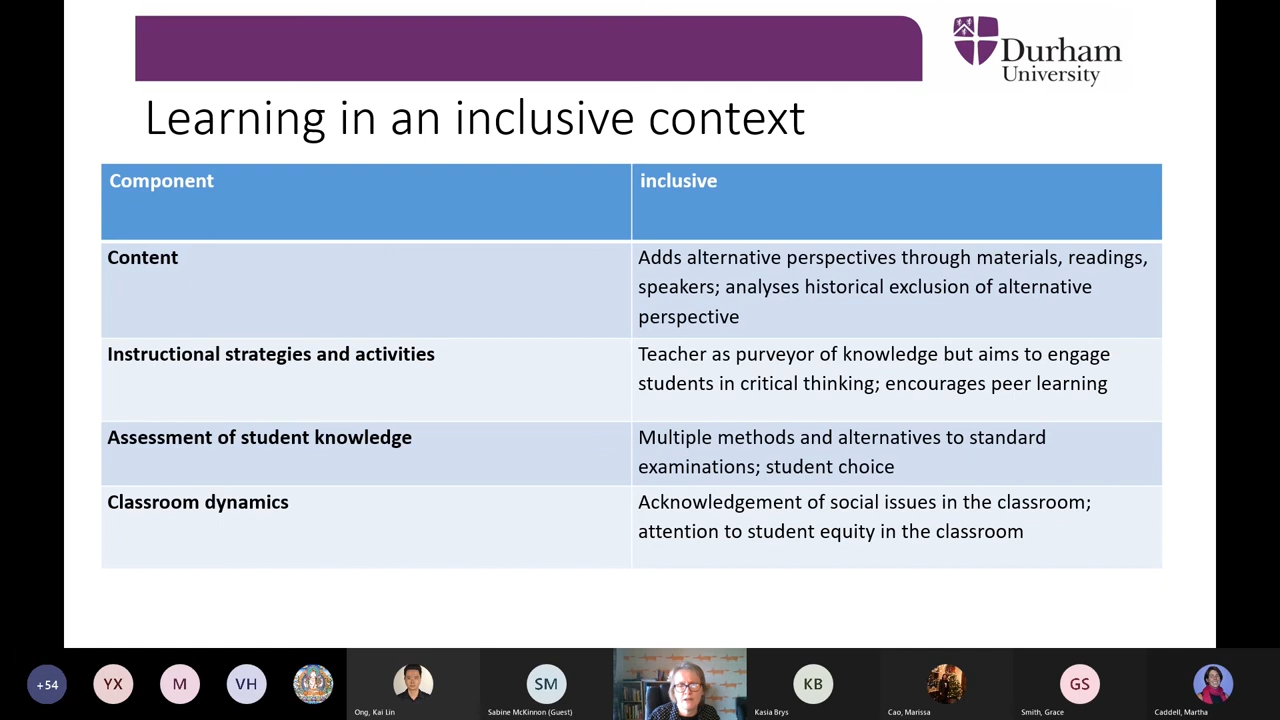 Durham
University
Learning in an inclusive context
Component
inclusive
Content
Adds alternative perspectives through materials, readings,
speakers; analyses historical exclusion of alternative
perspective
Instructional strategies and activities
Teacher as purveyor of knowledge but aims to engage
students in critical thinking; encourages peer learning
Assessment of student knowledge
Multiple methods and alternatives to standard
examinations; student choice
Classroom dynamics
Acknowledgement of social issues in the classroom;
attention to student equity in the classroom
+54
YX
M
VH
Ong, Kai Lin
SM
Sabine McKinnon (Guest)
KB
Kasia Brys
Cao, Marissa
GS
Smith, Grace
Caddell, Martha